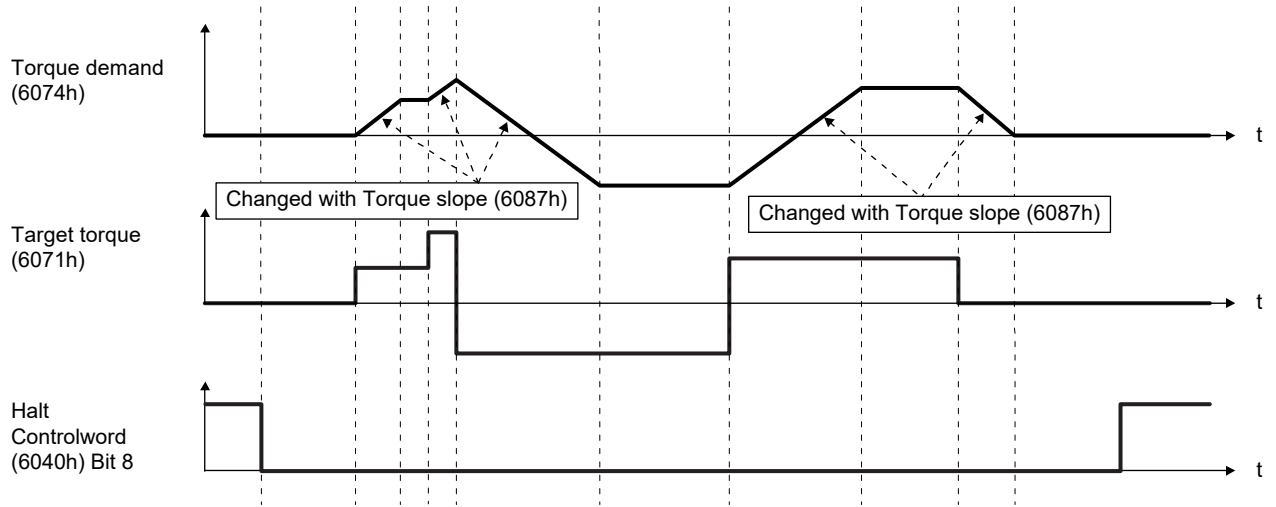 Torque demand
(6074h)
t
Changed with Torque slope (6087h)
Changed with Torque slope (6087h)
Target torque
(6071h)
t
Halt
Controlword
(6040h) Bit 8
t